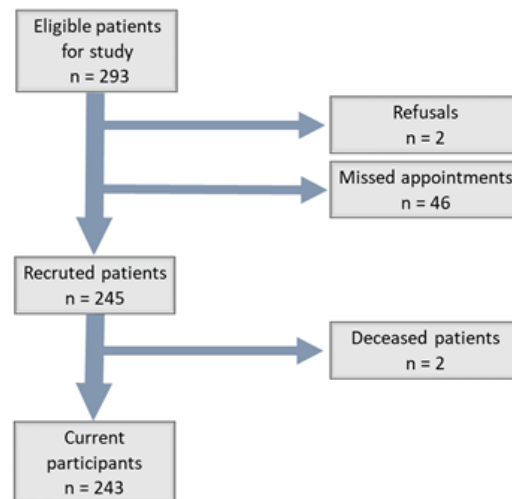 Eligible patients
for study
n = 293
Refusals
n = 2
Missed appointments
n = 46
Recruted patients
n = 245
Deceased patients
n = 2
Current
participants
n = 243